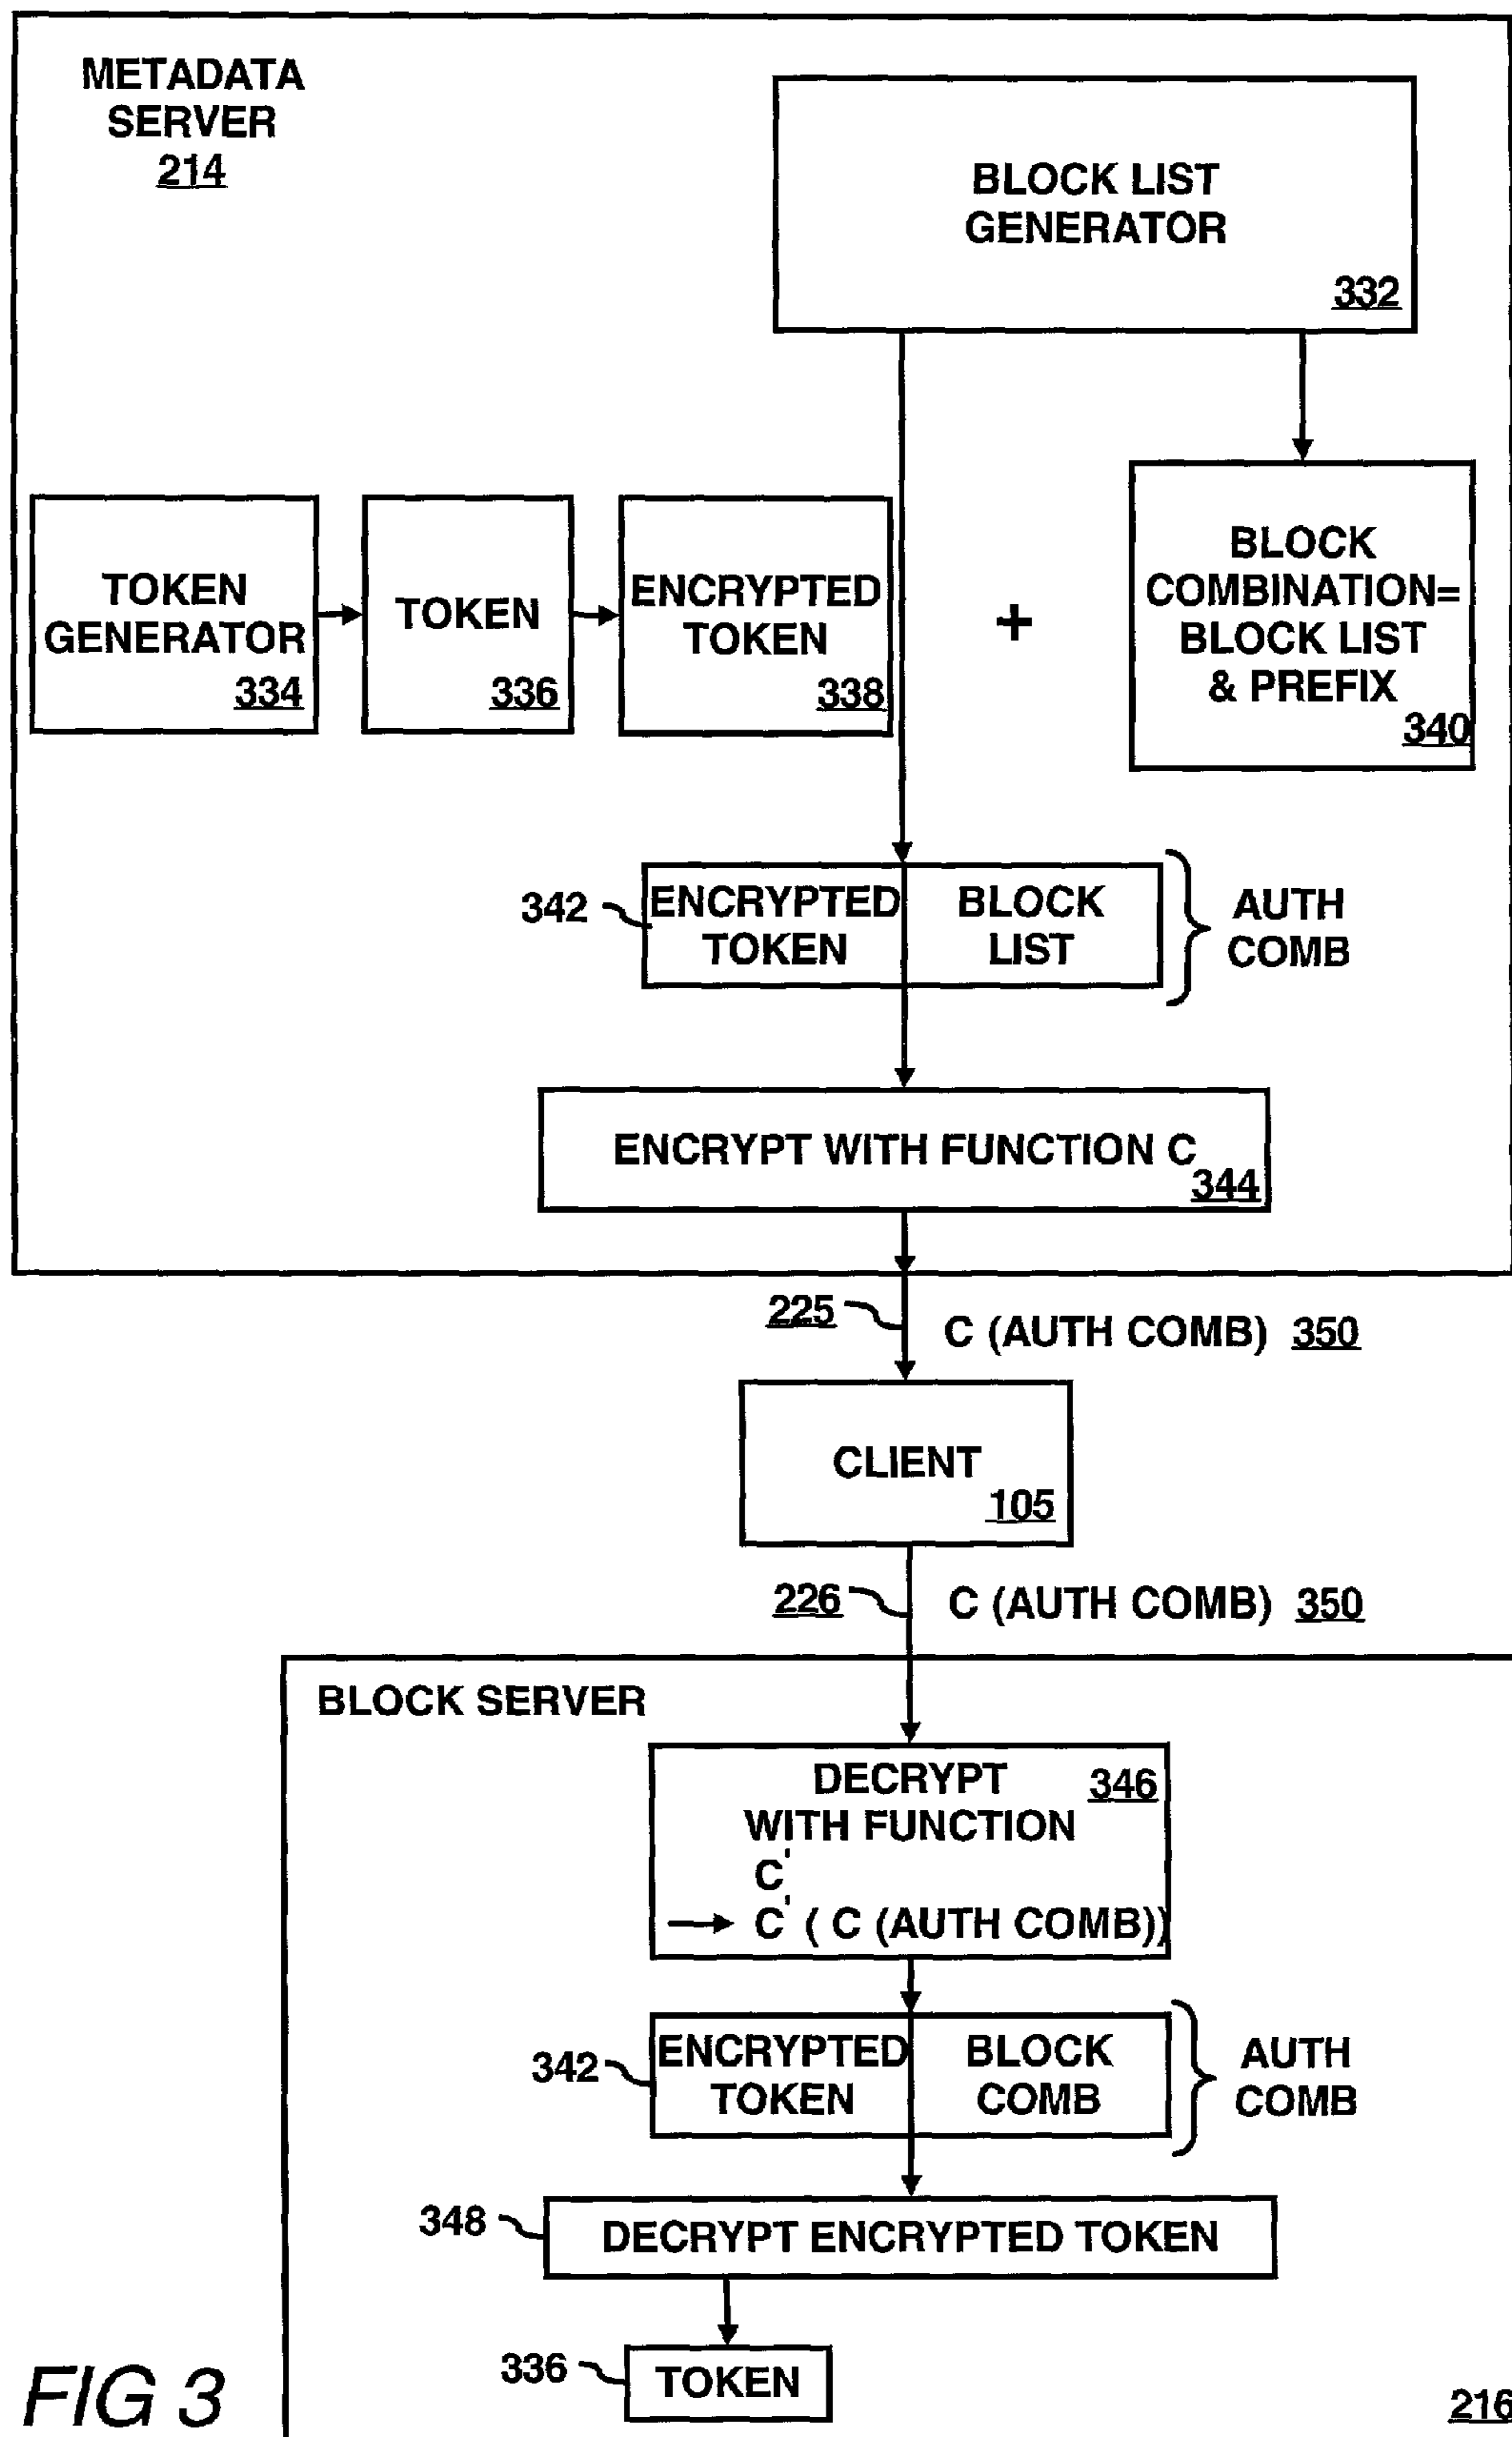 METADATA
SERVER
214
BLOCK LIST
GENERATOR
332
TOKEN
GENERATOR
334
TOKEN
336
ENCRYPTED
TOKEN
338
+
BLOCK
COMBINATION=
BLOCK LIST
& PREFIX
340
342
ENCRYPTED
TOKEN
BLOCK
LIST
AUTH
COMB
ENCRYPT WITH FUNCTION C
344
225
C (AUTH COMB) 350
CLIENT
105
226
C (AUTH COMB) 350
BLOCK SERVER
DECRYPT
WITH FUNCTION
346
C'
C' ( C (AUTH COMB))
342
ENCRYPTED
TOKEN
BLOCK
COMB
AUTH
COMB
348
DECRYPT ENCRYPTED TOKEN
336
TOKEN
216
FIG 3